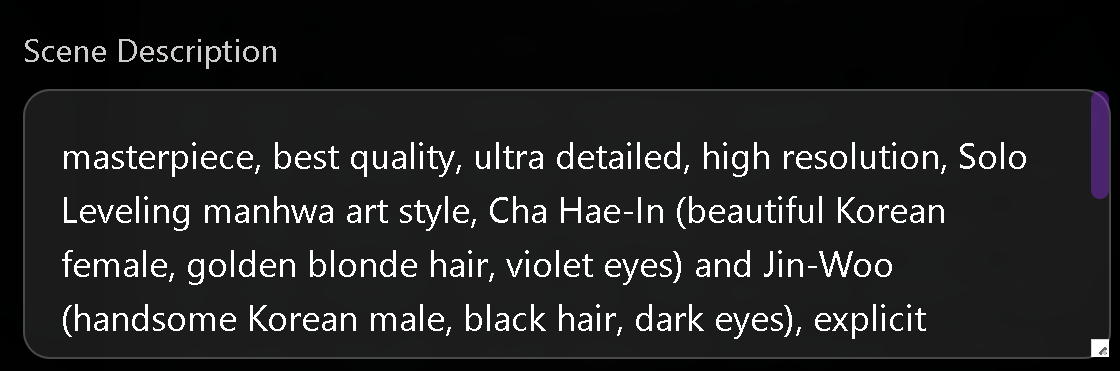 Scene Description
masterpiece, best quality, ultra detailed, high resolution, Solo
Leveling manhwa art style, Cha Hae-In (beautiful Korean
female, golden blonde hair, violet eyes) and Jin-Woo
(handsome Korean male, black hair, dark eyes), explicit